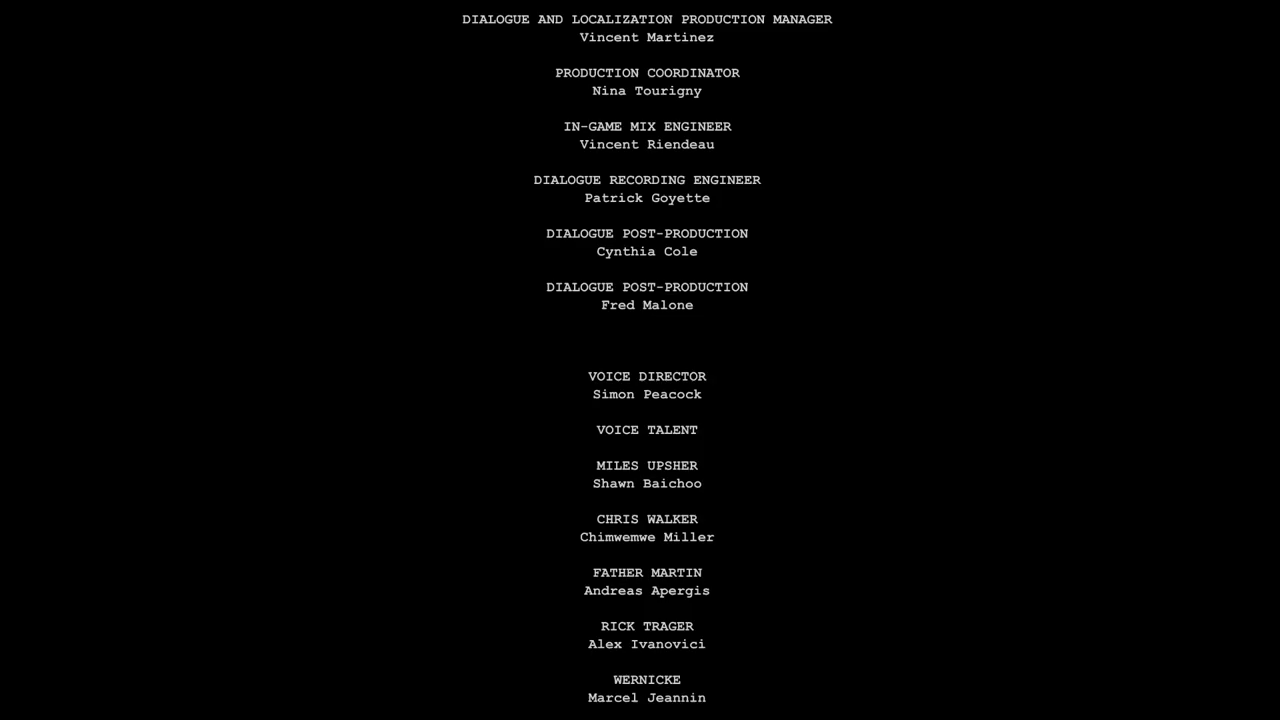 DIALOGUE AND LOCALIZATION PRODUCTION MANAGER
Vincent Martinez
PRODUCTION COORDINATOR
Nina Tourigny
IN-GAME MIX ENGINEER
Vincent Riendeau
DIALOGUE RECORDING ENGINEER
Patrick Goyette
DIALOGUE POST-PRODUCTION
Cynthia Cole
DIALOGUE POST-PRODUCTION
Fred Malone
VOICE DIRECTOR
Simon Peacock
VOICE TALENT
MILES UPSHER
Shawn Baichoo
CHRIS WALKER
Chimwemwe Miller
FATHER MARTIN
Andreas Apergis
RICK TRAGER
Alex Ivanovici
WERNICKE
Marcel Jeannin